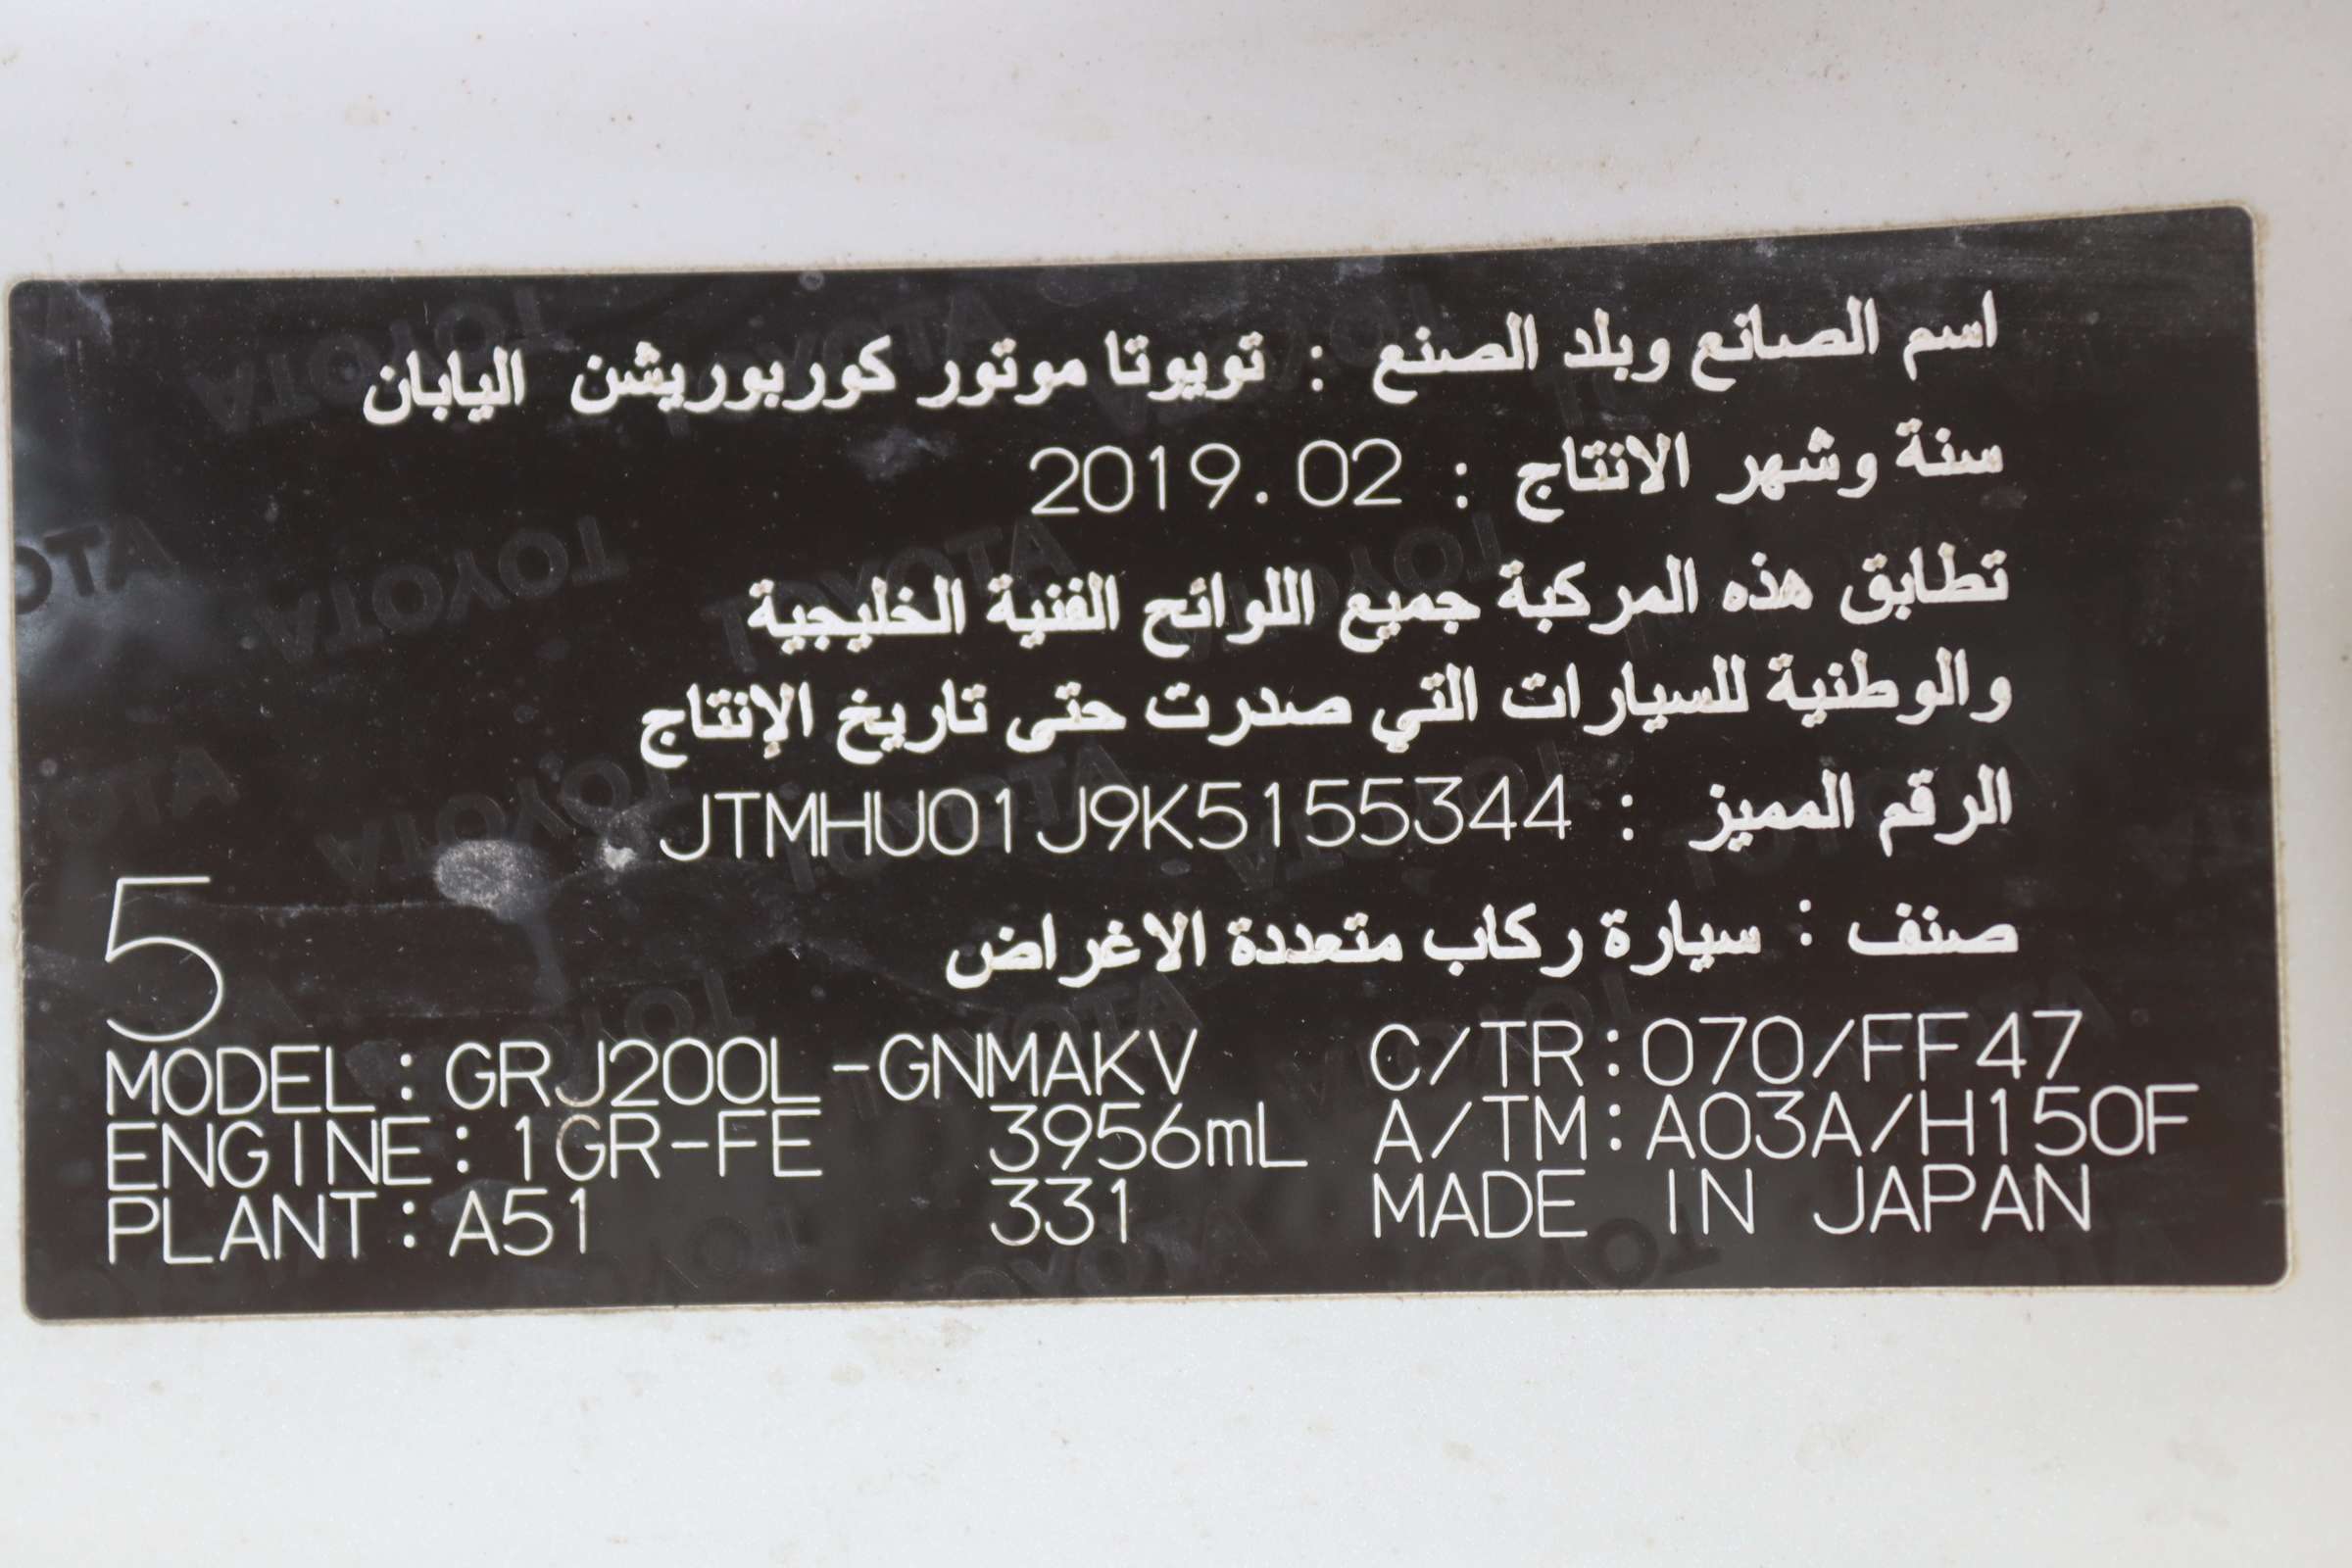 اسم الصانع وبلد الصنع : تويوتا موتور كوربوريشن اليابان
سنة وشهر الانتاج : 2019.02
تطابق هذه المركبة جميع اللوائح الفنية الخليجية
والوطنية للسيارات التي صدرت حتى تاريخ الإنتاج
الرقم المميز : JTMHU01J9K5155344
صنف : سيارة ركاب متعددة الاغراض
5
MODEL:GRJ200L-GNMAKV C/TR:070/FF47
ENGINE:1GR-FE 3956mL A/TM:A03A/H150F
PLANT:A51 331 MADE IN JAPAN